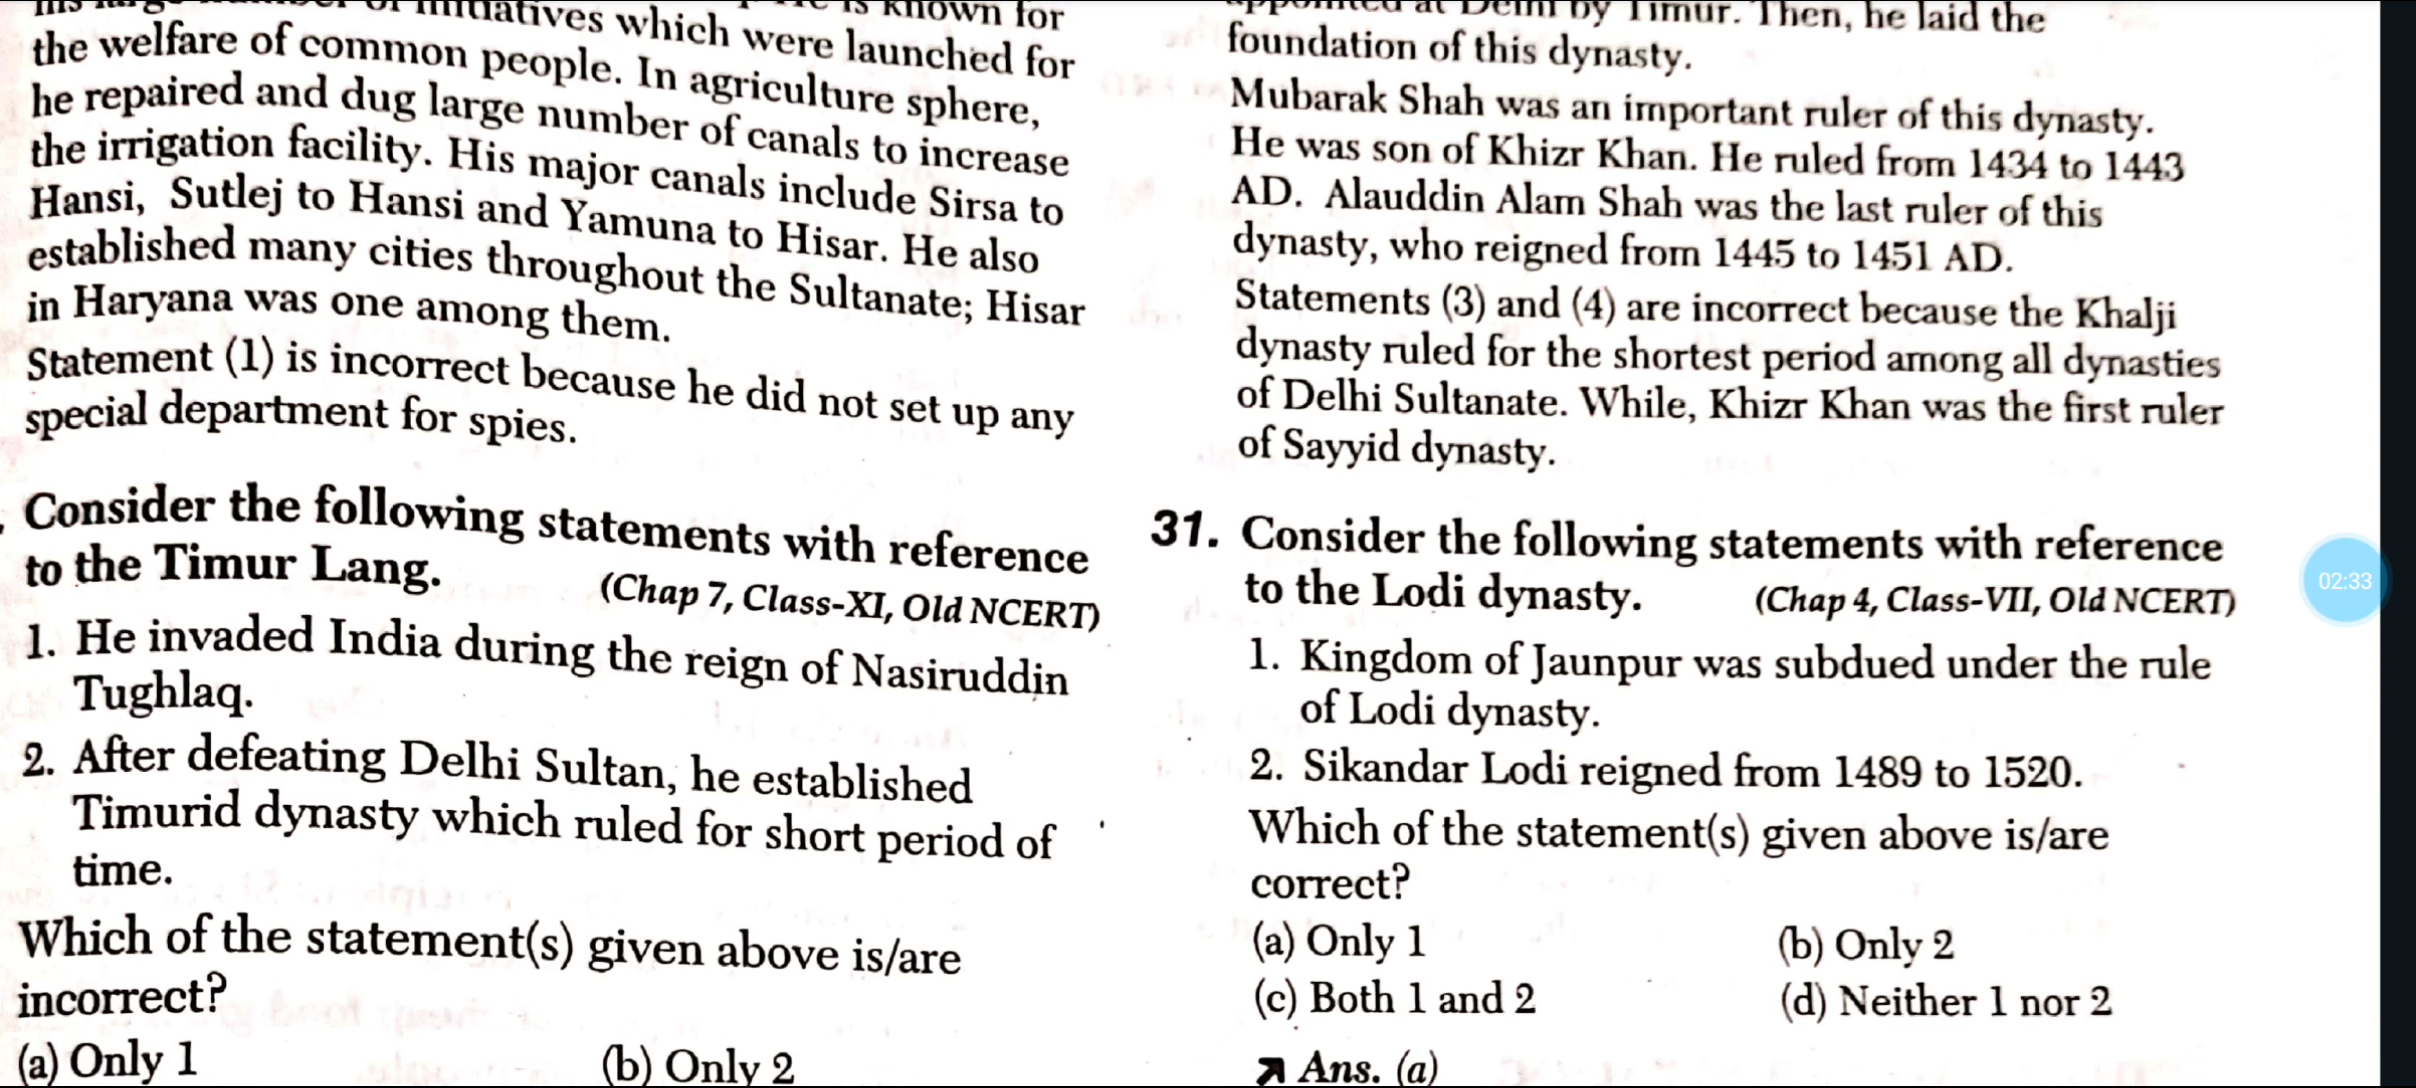 number of initiatives which were launched for
the welfare of common people. In agriculture sphere,
he repaired and dug large number of canals to increase
the irrigation facility. His major canals include Sirsa to
Hansi, Sutlej to Hansi and Yamuna to Hisar. He also
established many cities throughout the Sultanate; Hisar
in Haryana was one among them.
Statement (1) is incorrect because he did not set up any
special department for spies.
Consider the following statements with reference
to the Timur Lang.
(Chap 7, Class-XI, Old NCERT)
1. He invaded India during the reign of Nasiruddin
Tughlaq.
2. After defeating Delhi Sultan, he established
Timurid dynasty which ruled for short period of
time.
Which of the statement(s) given above is/are
incorrect?
(a) Only 1 (b) Only 2
appointed at Delhi by Timur. Then, he laid the
foundation of this dynasty.
Mubarak Shah was an important ruler of this dynasty.
He was son of Khizr Khan. He ruled from 1434 to 1443
AD. Alauddin Alam Shah was the last ruler of this
dynasty, who reigned from 1445 to 1451 AD.
Statements (3) and (4) are incorrect because the Khalji
dynasty ruled for the shortest period among all dynasties
of Delhi Sultanate. While, Khizr Khan was the first ruler
of Sayyid dynasty.
31. Consider the following statements with reference
to the Lodi dynasty. (Chap 4, Class-VII, Old NCERT)
1. Kingdom of Jaunpur was subdued under the rule
of Lodi dynasty.
2. Sikandar Lodi reigned from 1489 to 1520.
Which of the statement(s) given above is/are
correct?
(a) Only 1 (b) Only 2
(c) Both 1 and 2 (d) Neither 1 nor 2
Ans. (a)
02:33